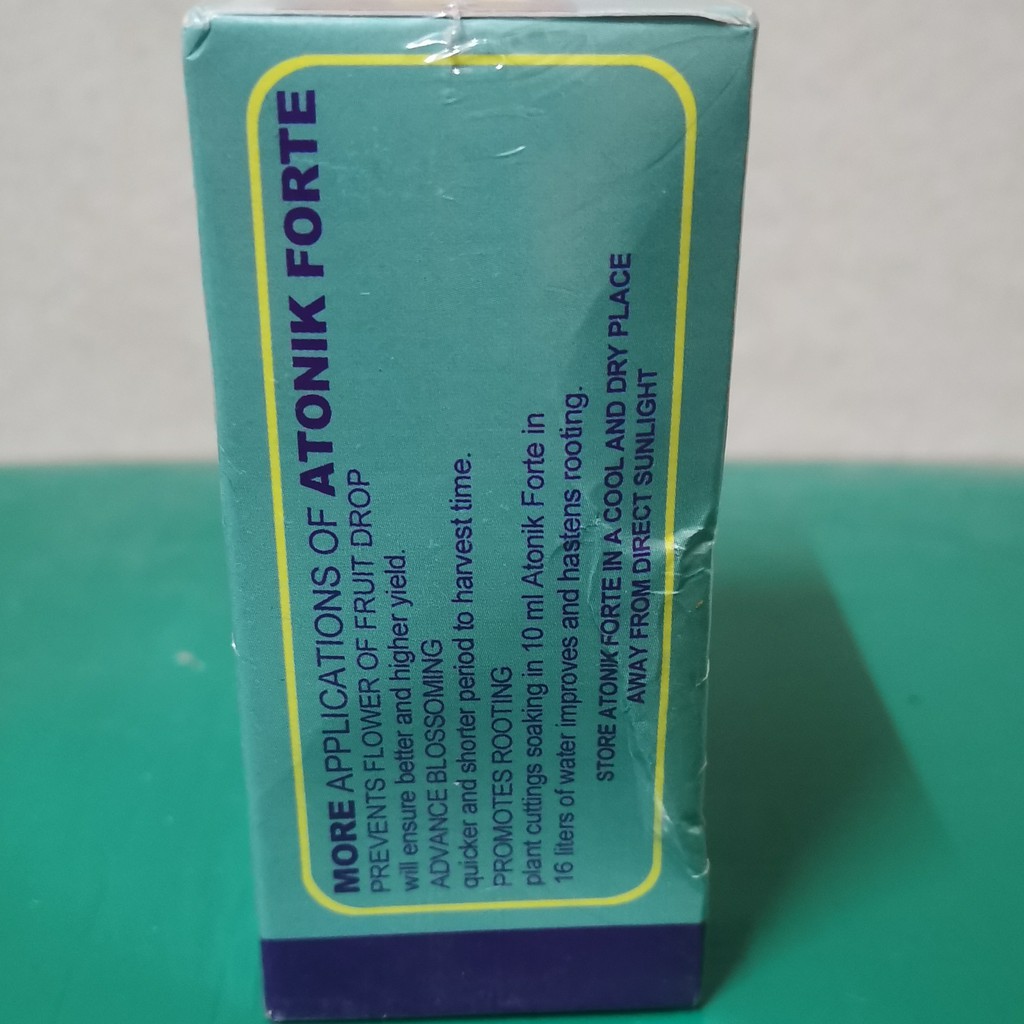 MORE APPLICATIONS OF ATONIK FORTE
PREVENTS FLOWER OF FRUIT DROP
will ensure better and higher yield.
ADVANCE BLOSSOMING
quicker and shorter period to harvest time.
PROMOTES ROOTING
plant cuttings soaking in 10 ml Atonik Forte in
16 liters of water improves and hastens rooting.
STORE ATONIK FORTE IN A COOL AND DRY PLACE
AWAY FROM DIRECT SUNLIGHT